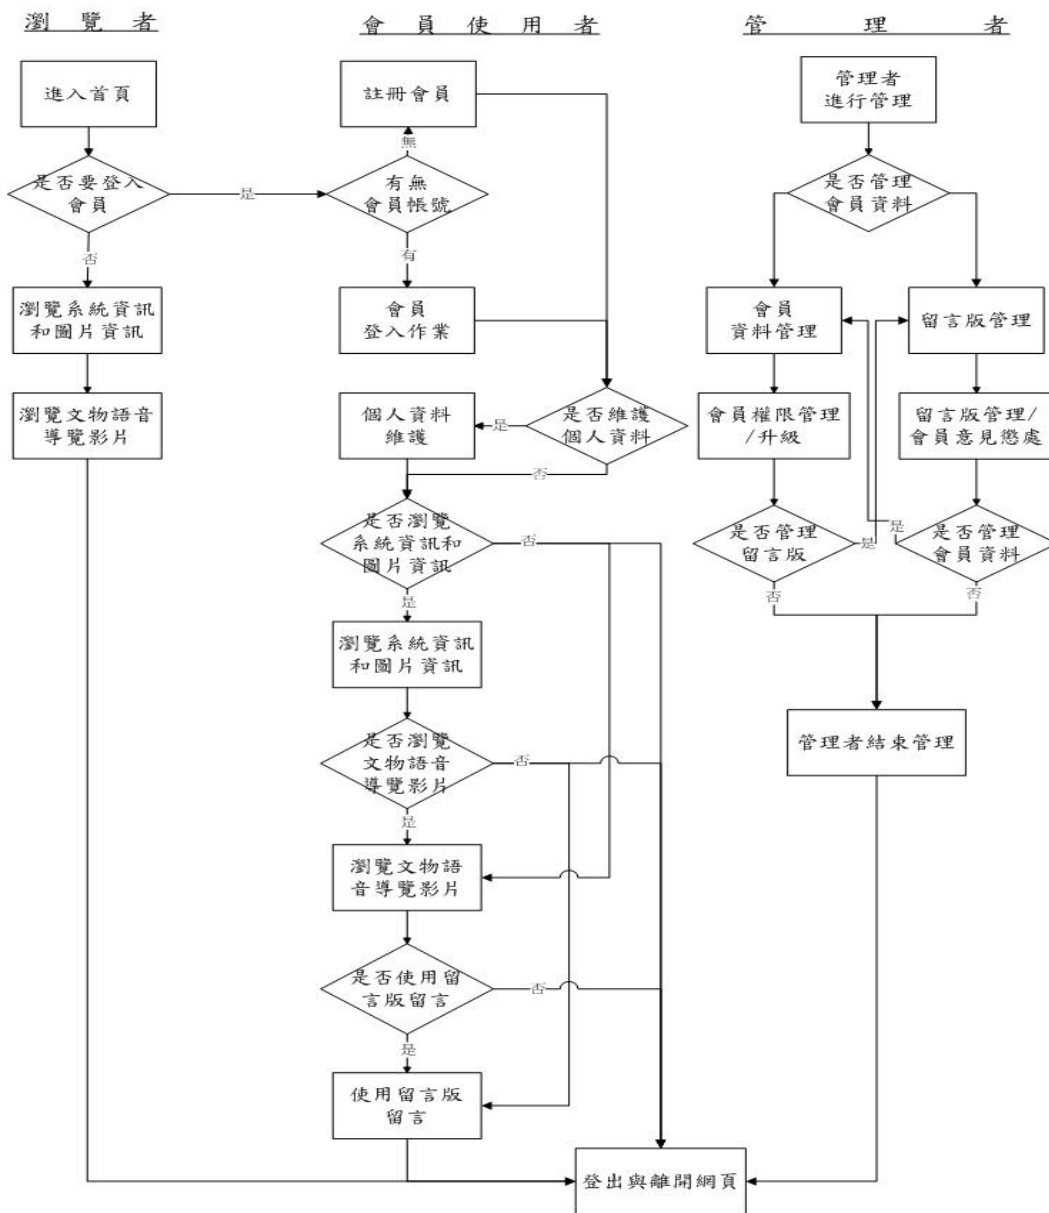 瀏覽者
進入首頁
是否要登入
會員
是
否
瀏覽系統資訊
和圖片資訊
瀏覽文物語音
導覽影片
會員使用者
註冊會員
無
有無
會員帳號
有
會員
登入作業
是否維護
個人資料
是
否
個人資料
維護
是否瀏覽
系統資訊和
圖片資訊
否
是
瀏覽系統資訊
和圖片資訊
是否瀏覽
文物語音
導覽影片
否
是
瀏覽文物語
音導覽影片
是否使用留
言版留言
否
是
使用留言版
留言
登出與離開網頁
管理者
管理者
進行管理
是否管理
會員資料
會員
資料管理
留言版管理
會員權限管理
/升級
留言版管理/
會員意見懲處
是否管理
留言版
是
否
是否管理
會員資料
是
否
管理者結束管理